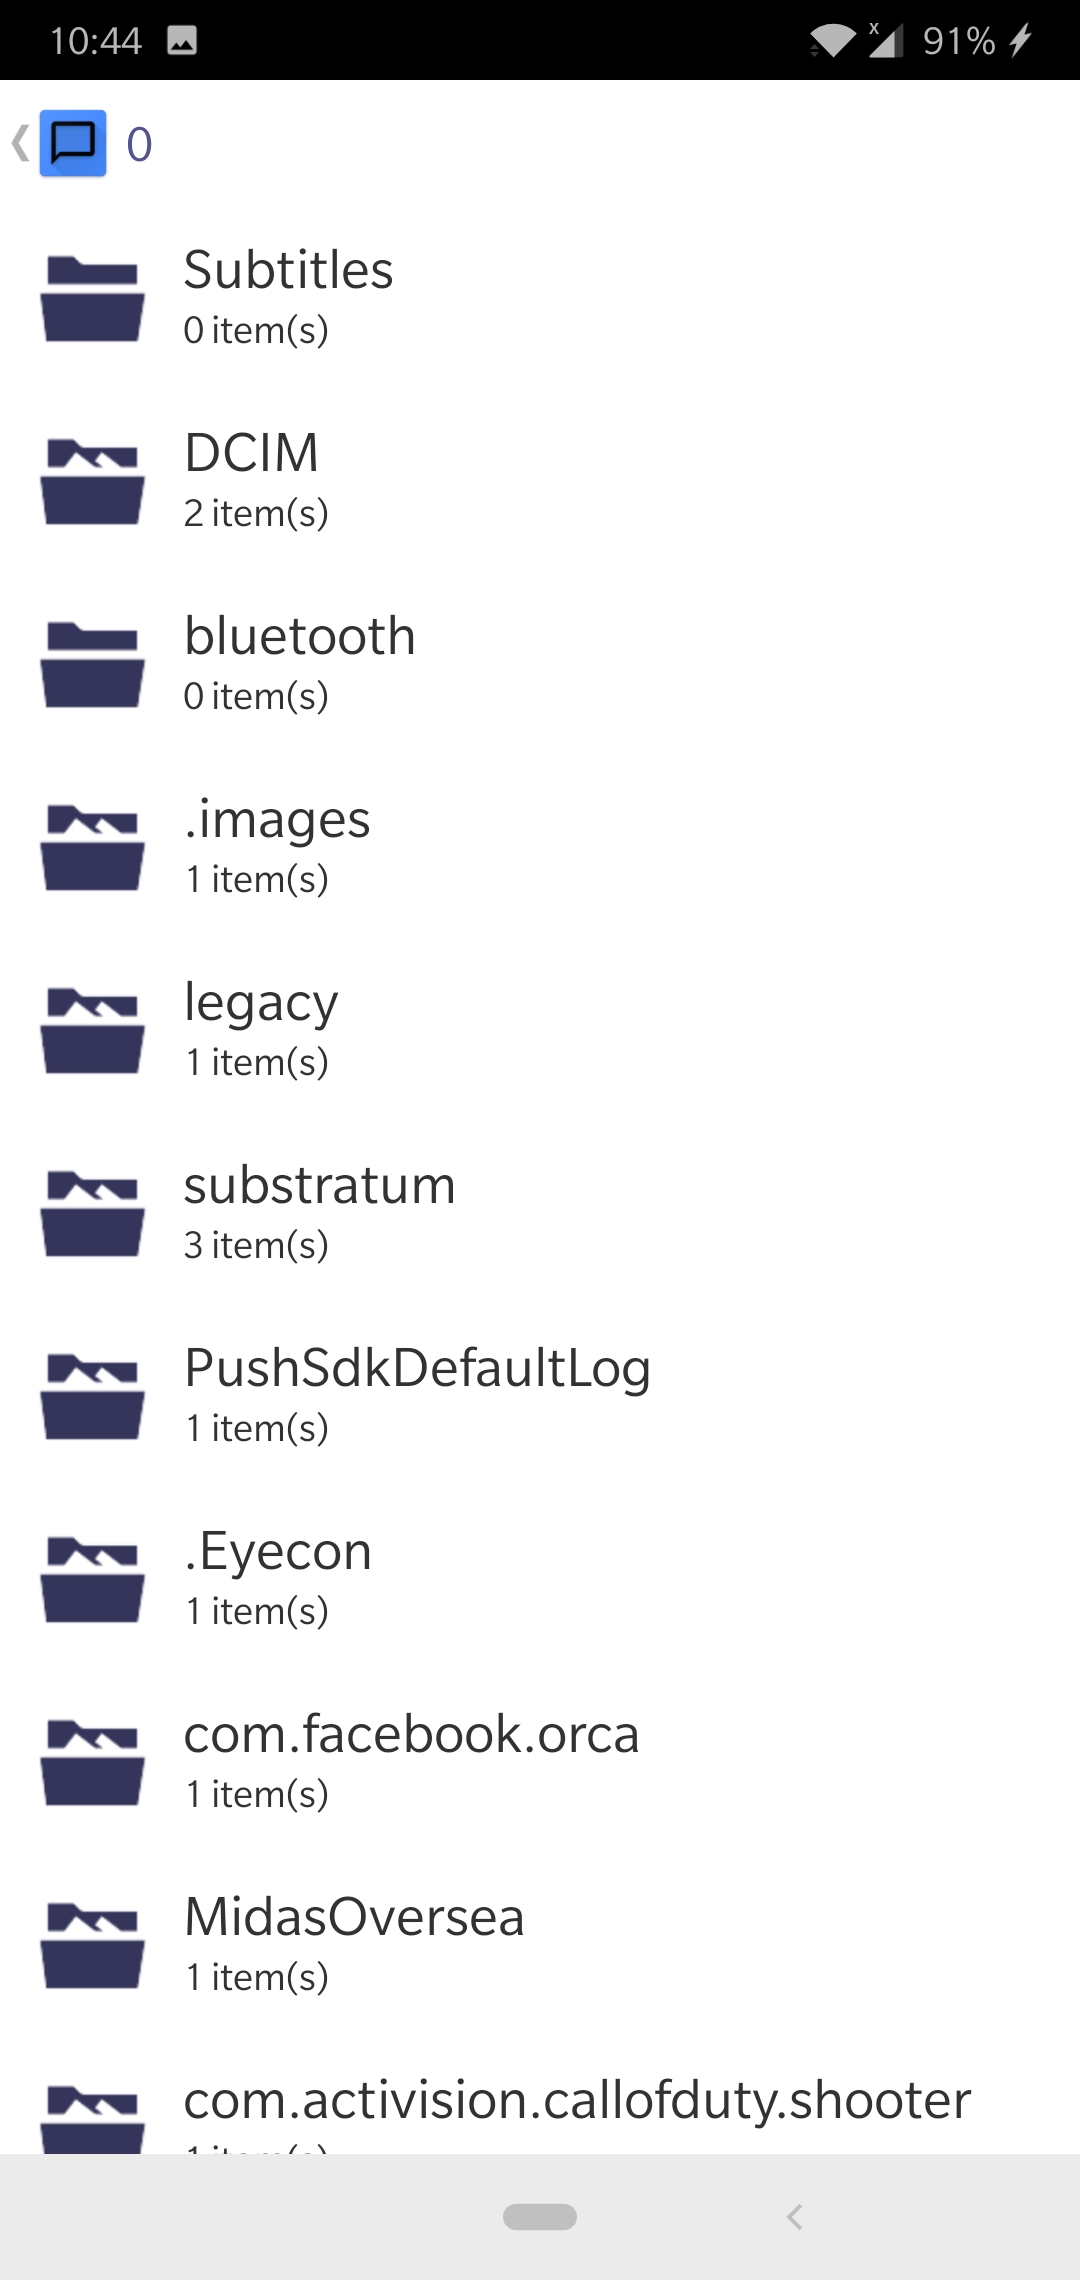 10:44
x
91%
0
Subtitles
0 item(s)
DCIM
2 item(s)
bluetooth
0 item(s)
.images
1 item(s)
legacy
1 item(s)
substratum
3 item(s)
PushSdkDefaultLog
1 item(s)
.Eyecon
1 item(s)
com.facebook.orca
1 item(s)
MidasOversea
1 item(s)
com.activision.callofduty.shooter